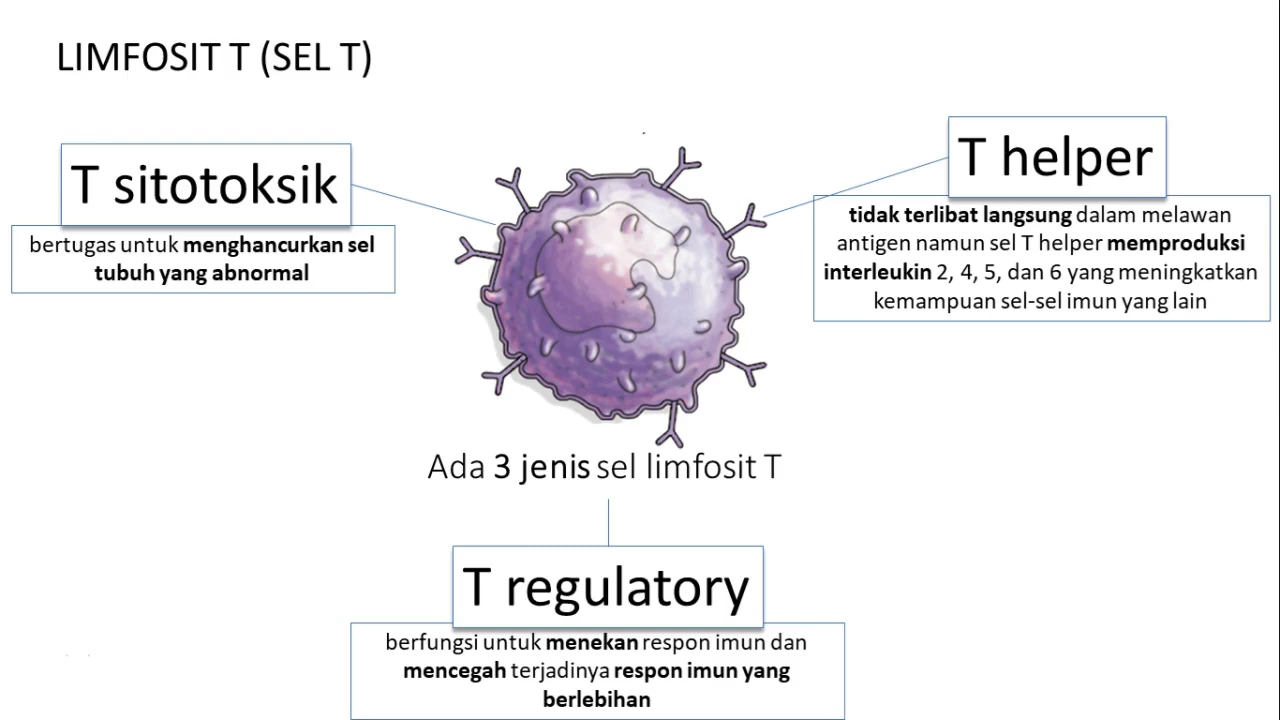 LIMFOSIT T (SEL T)
T sitotoksik
bertugas untuk menghancurkan sel
tubuh yang abnormal
T helper
tidak terlibat langsung dalam melawan
antigen namun sel T helper memproduksi
interleukin 2, 4, 5, dan 6 yang meningkatkan
kemampuan sel-sel imun yang lain
Ada 3 jenis sel limfosit T
T regulatory
berfungsi untuk menekan respon imun dan
mencegah terjadinya respon imun yang
berlebihan